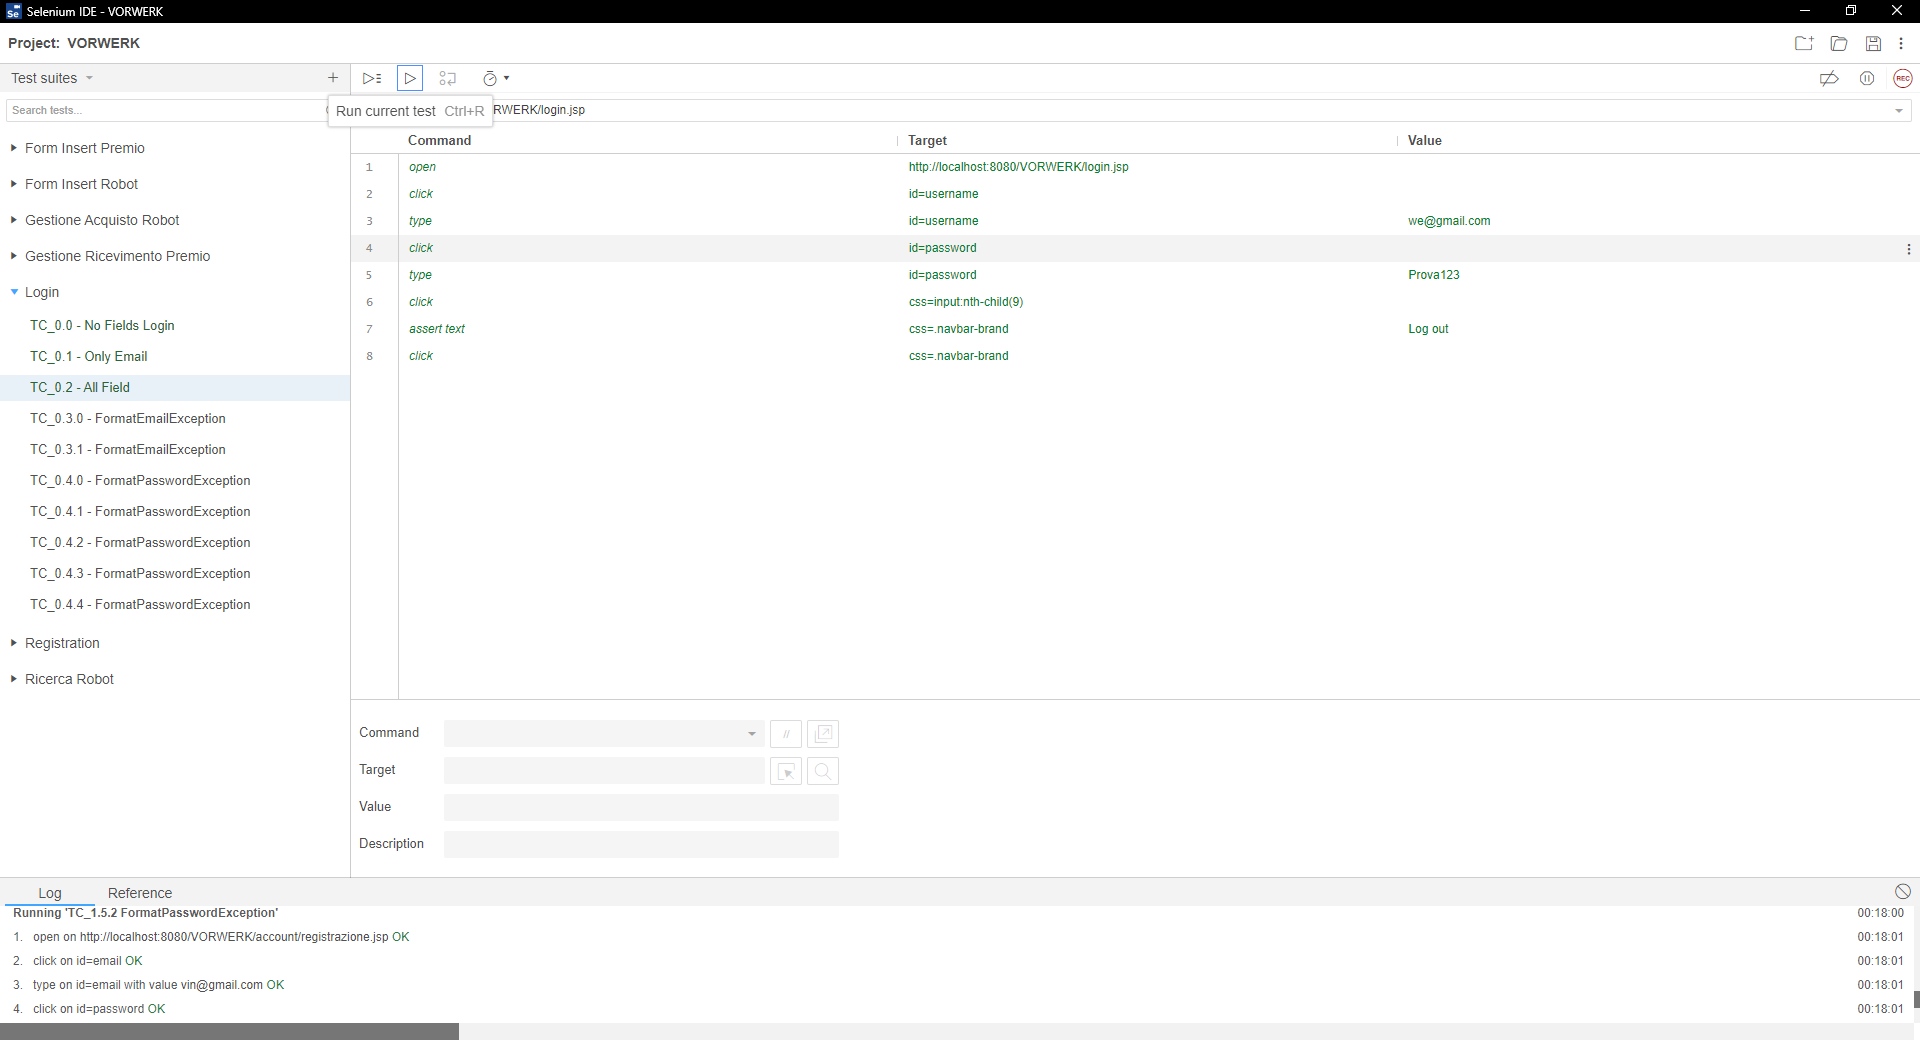 Se Selenium IDE - VORWERK
Project: VORWERK
Test suites
Search tests...
Run current test Ctrl+R
RWERK/login.jsp
Form Insert Premio
Form Insert Robot
Gestione Acquisto Robot
Gestione Ricevimento Premio
Login
TC_0.0 - No Fields Login
TC_0.1 - Only Email
TC_0.2 - All Field
TC_0.3.0 - FormatEmailException
TC_0.3.1 - FormatEmailException
TC_0.4.0 - FormatPasswordException
TC_0.4.1 - FormatPasswordException
TC_0.4.2 - FormatPasswordException
TC_0.4.3 - FormatPasswordException
TC_0.4.4 - FormatPasswordException
Registration
Ricerca Robot
REC
Command Target Value
1 open http://localhost:8080/VORWERK/login.jsp
2 click id=username
3 type id=username we@gmail.com
4 click id=password
5 type id=password Prova123
6 click css=input:nth-child(9)
7 assert text css=.navbar-brand Log out
8 click css=.navbar-brand
Command //
Target
Value
Description
Log Reference
Running 'TC_1.5.2 FormatPasswordException' 00:18:00
1. open on http://localhost:8080/VORWERK/account/registrazione.jsp OK 00:18:01
2. click on id=email OK 00:18:01
3. type on id=email with value vin@gmail.com OK 00:18:01
4. click on id=password OK 00:18:01